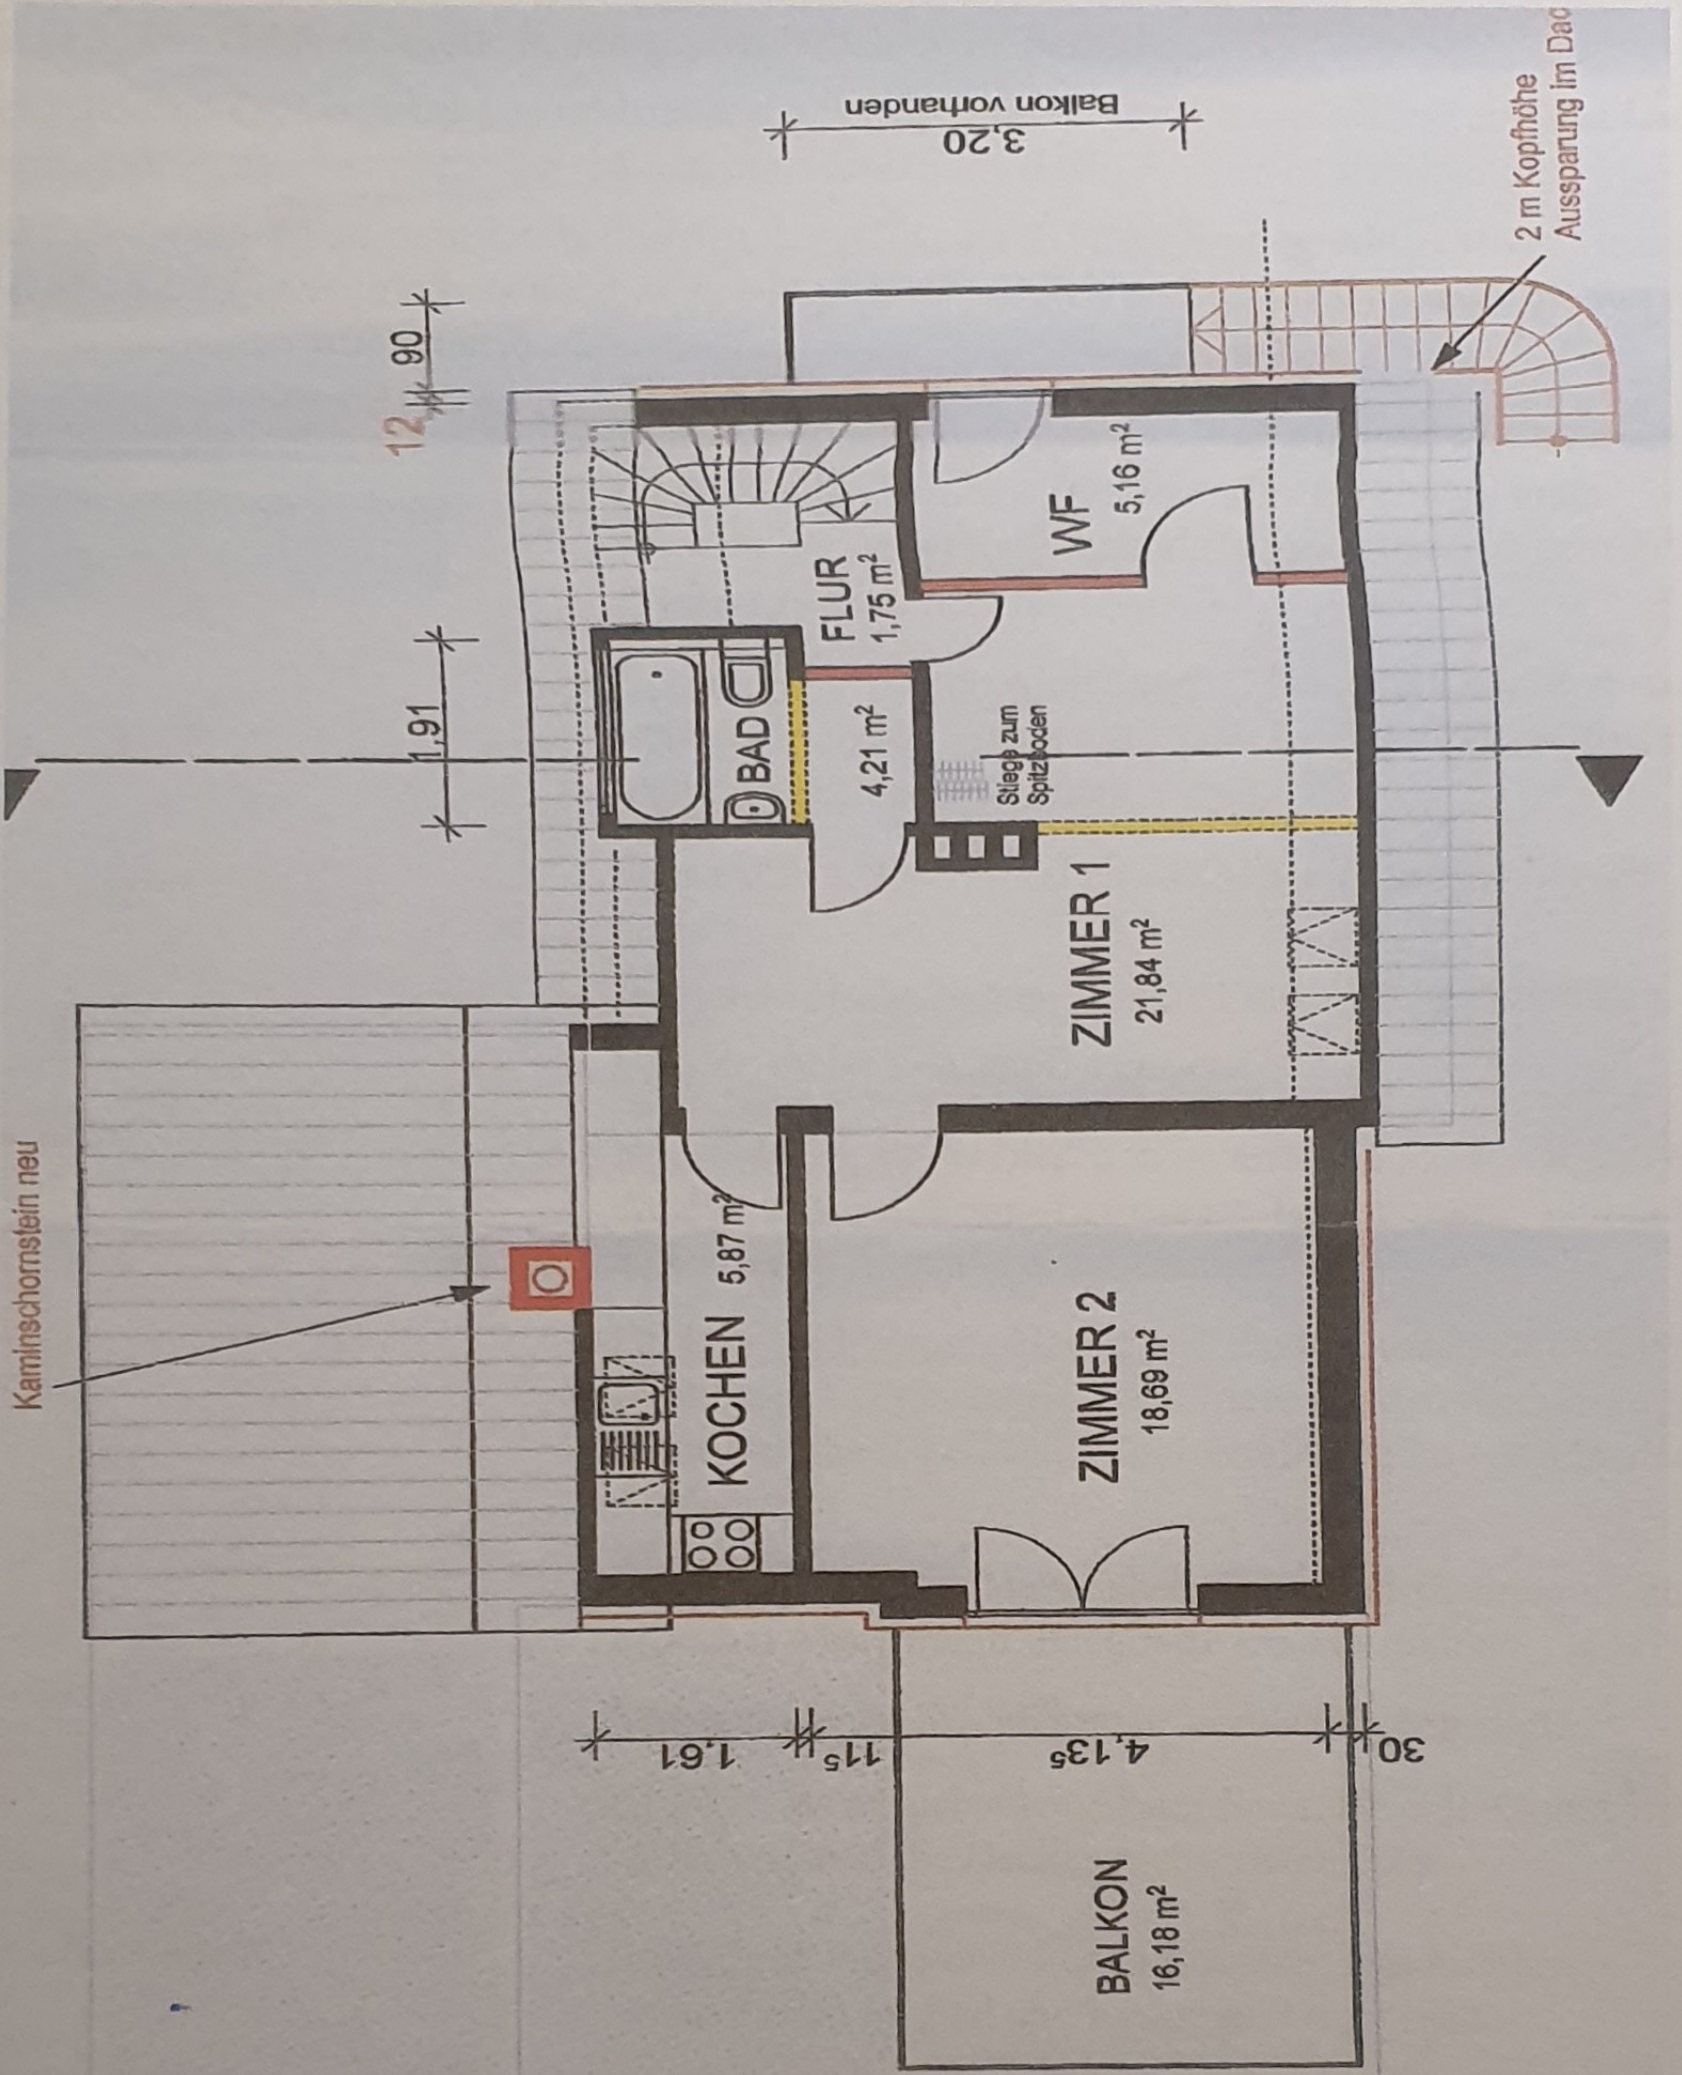 Kaminschornstein neu
12
90
1,91
3,20
Balkon vorhanden
2 m Kopfhöhe
Aussparung im Dac
BAD
FLUR
1,75 m²
WF
5,16 m²
4,21 m²
Stiege zum
Spitzboden
ZIMMER 1
21,84 m²
KOCHEN 5,87 m²
ZIMMER 2
18,69 m²
1,61
11⁵
4,13⁵
30
BALKON
16,18 m²